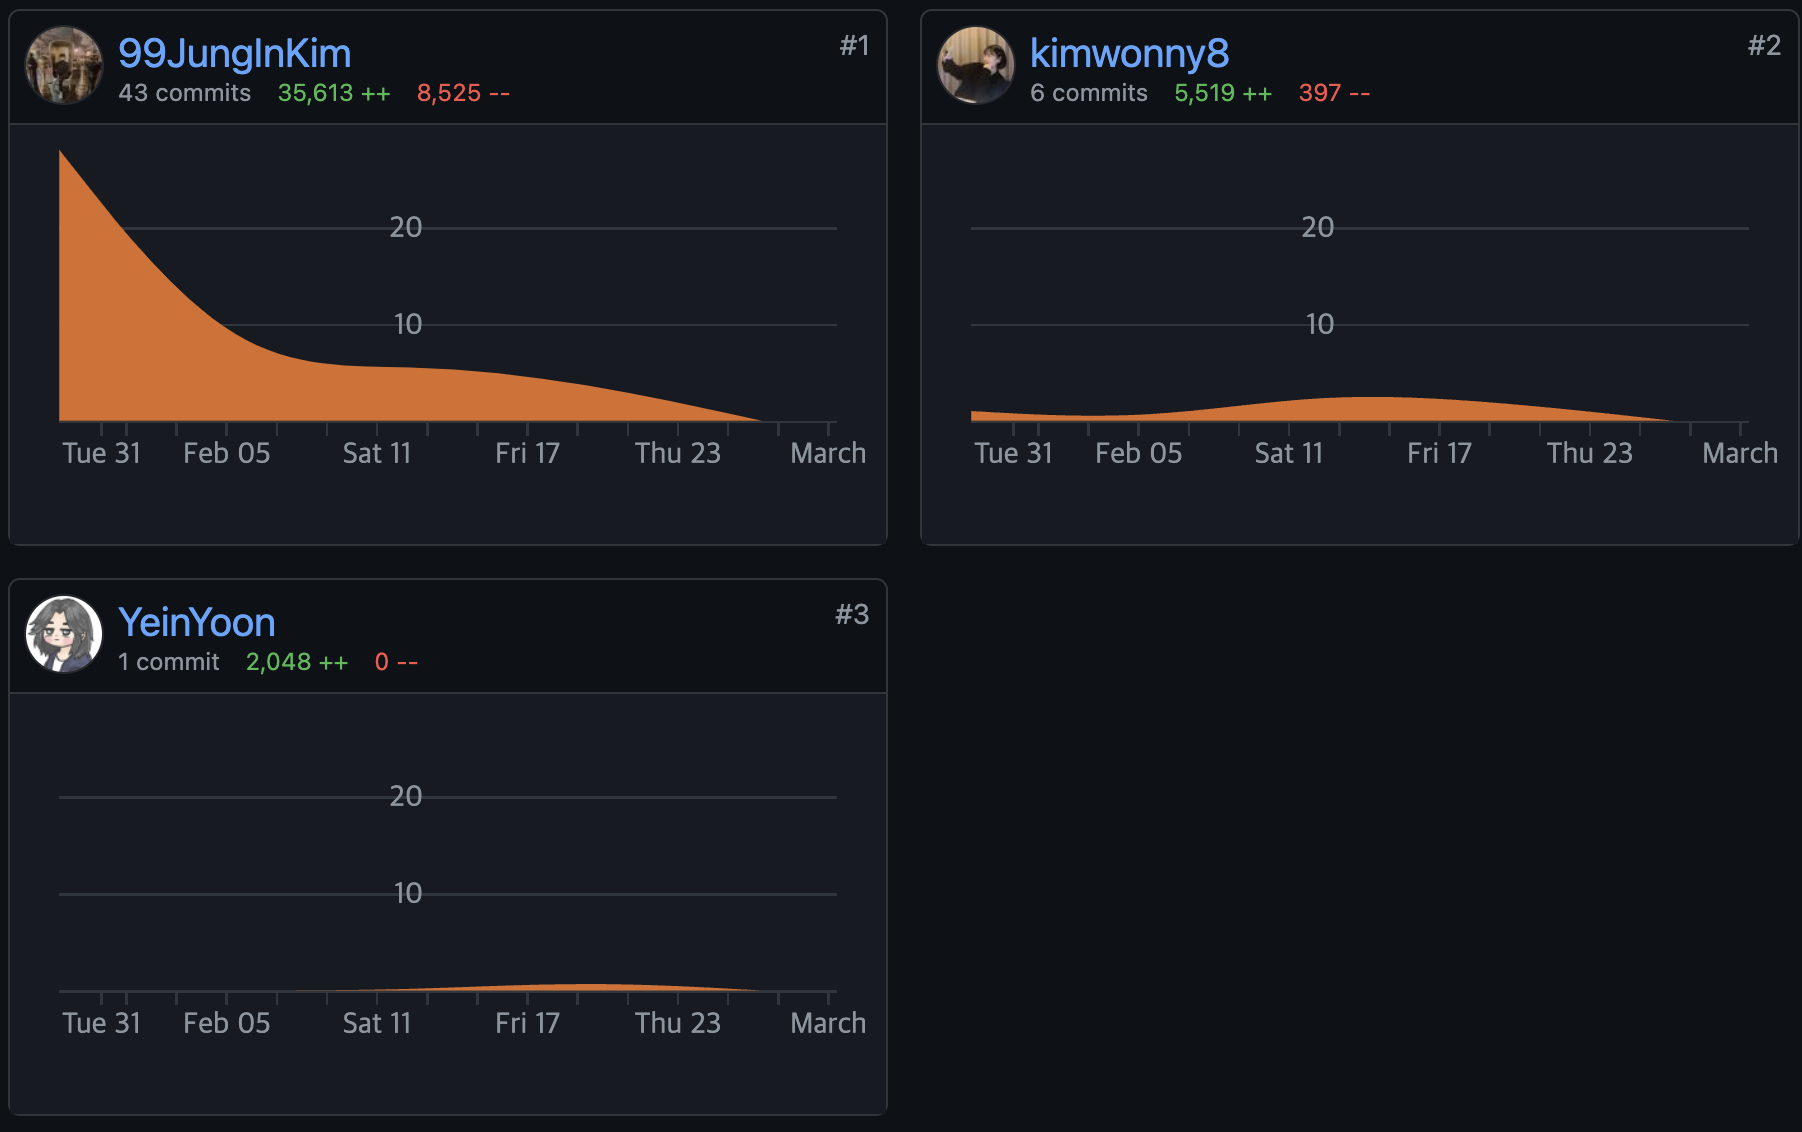 99JungInKim
#1
43 commits 35,613 ++ 8,525 --
20
10
Tue 31 Feb 05 Sat 11 Fri 17 Thu 23 March
kimwonny8
#2
6 commits 5,519 ++ 397 --
20
10
Tue 31 Feb 05 Sat 11 Fri 17 Thu 23 March
YeinYoon
#3
1 commit 2,048 ++ 0 --
20
10
Tue 31 Feb 05 Sat 11 Fri 17 Thu 23 March